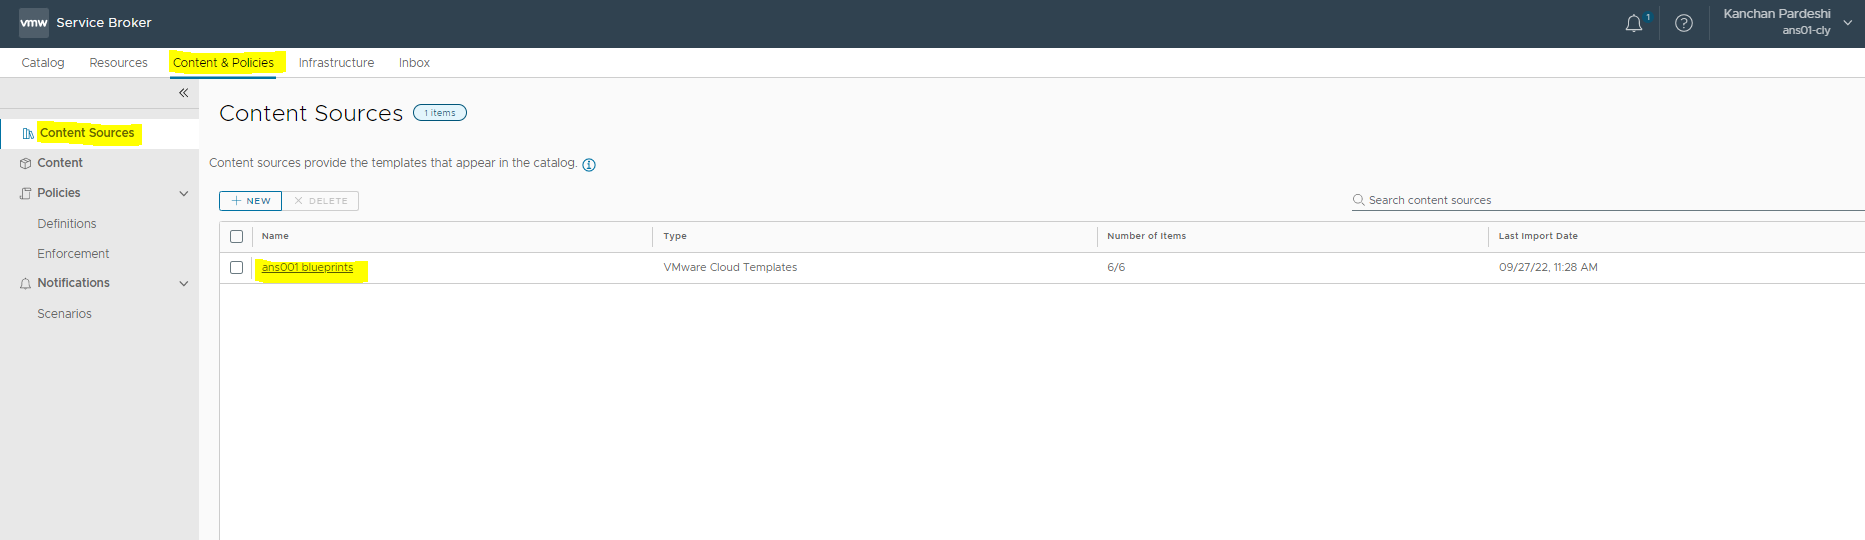 vmw Service Broker
1
Kanchan Pardeshi
ans01-cly
Catalog Resources Content & Policies Infrastructure Inbox
Content Sources
Content
Policies
Definitions
Enforcement
Notifications
Scenarios
Content Sources 1 items
Content sources provide the templates that appear in the catalog.
NEW DELETE
Search content sources
Name Type Number of Items Last Import Date
ans001 blueprints VMware Cloud Templates 6/6 09/27/22, 11:28 AM